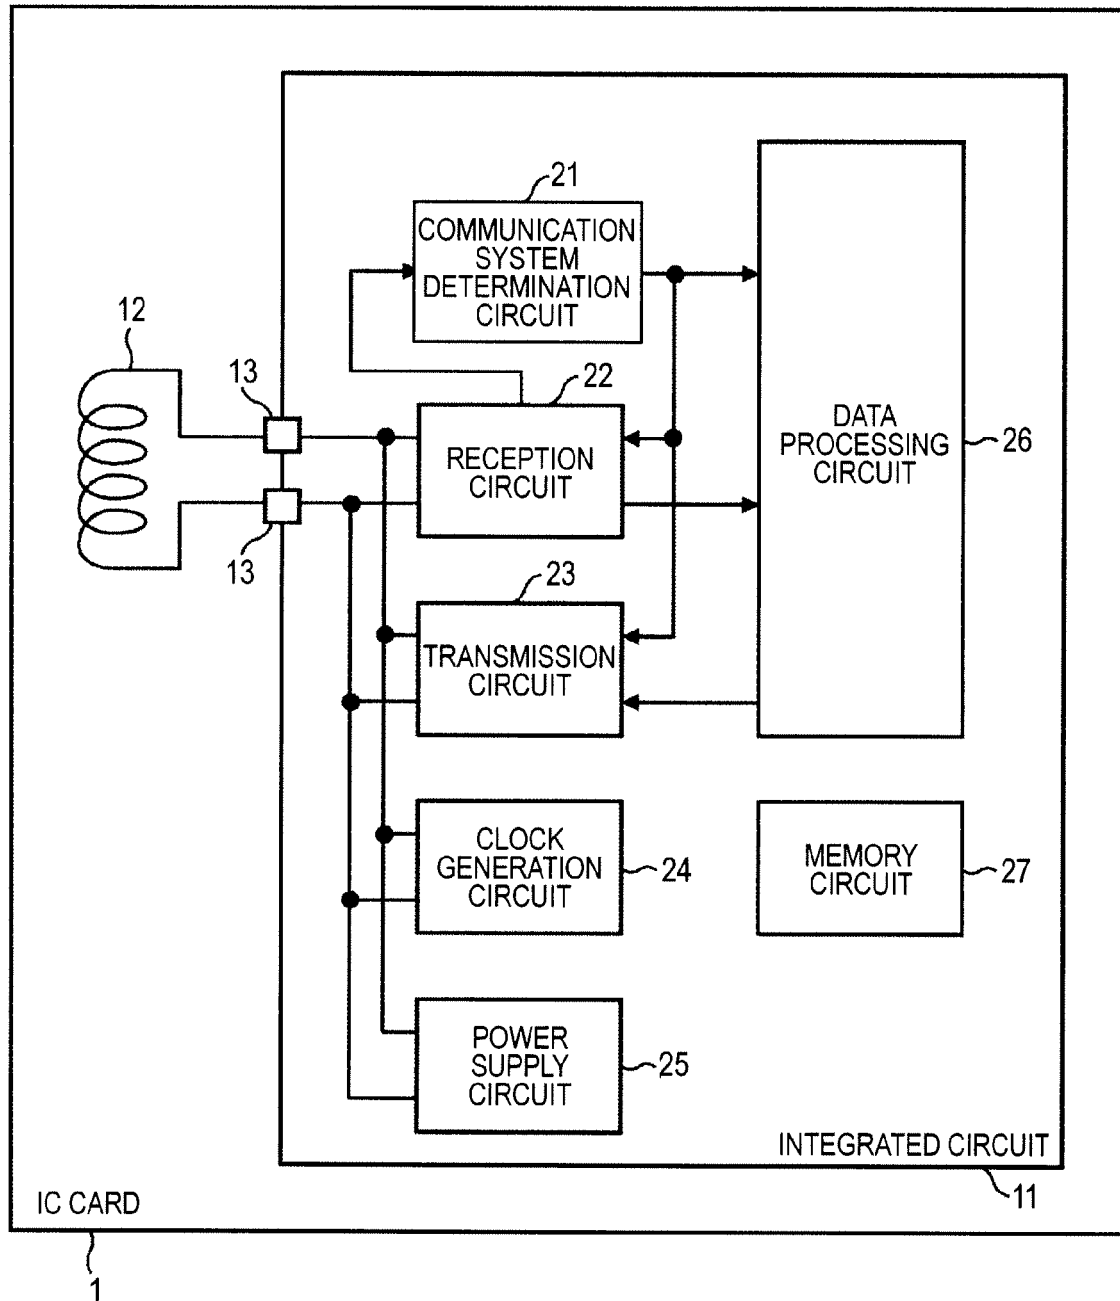 21
COMMUNICATION
SYSTEM
DETERMINATION
CIRCUIT
12
13
13
22
RECEPTION
CIRCUIT
DATA
PROCESSING
CIRCUIT
26
23
TRANSMISSION
CIRCUIT
CLOCK
GENERATION
CIRCUIT
24
MEMORY
CIRCUIT
27
POWER
SUPPLY
CIRCUIT
25
INTEGRATED CIRCUIT
11
IC CARD
1